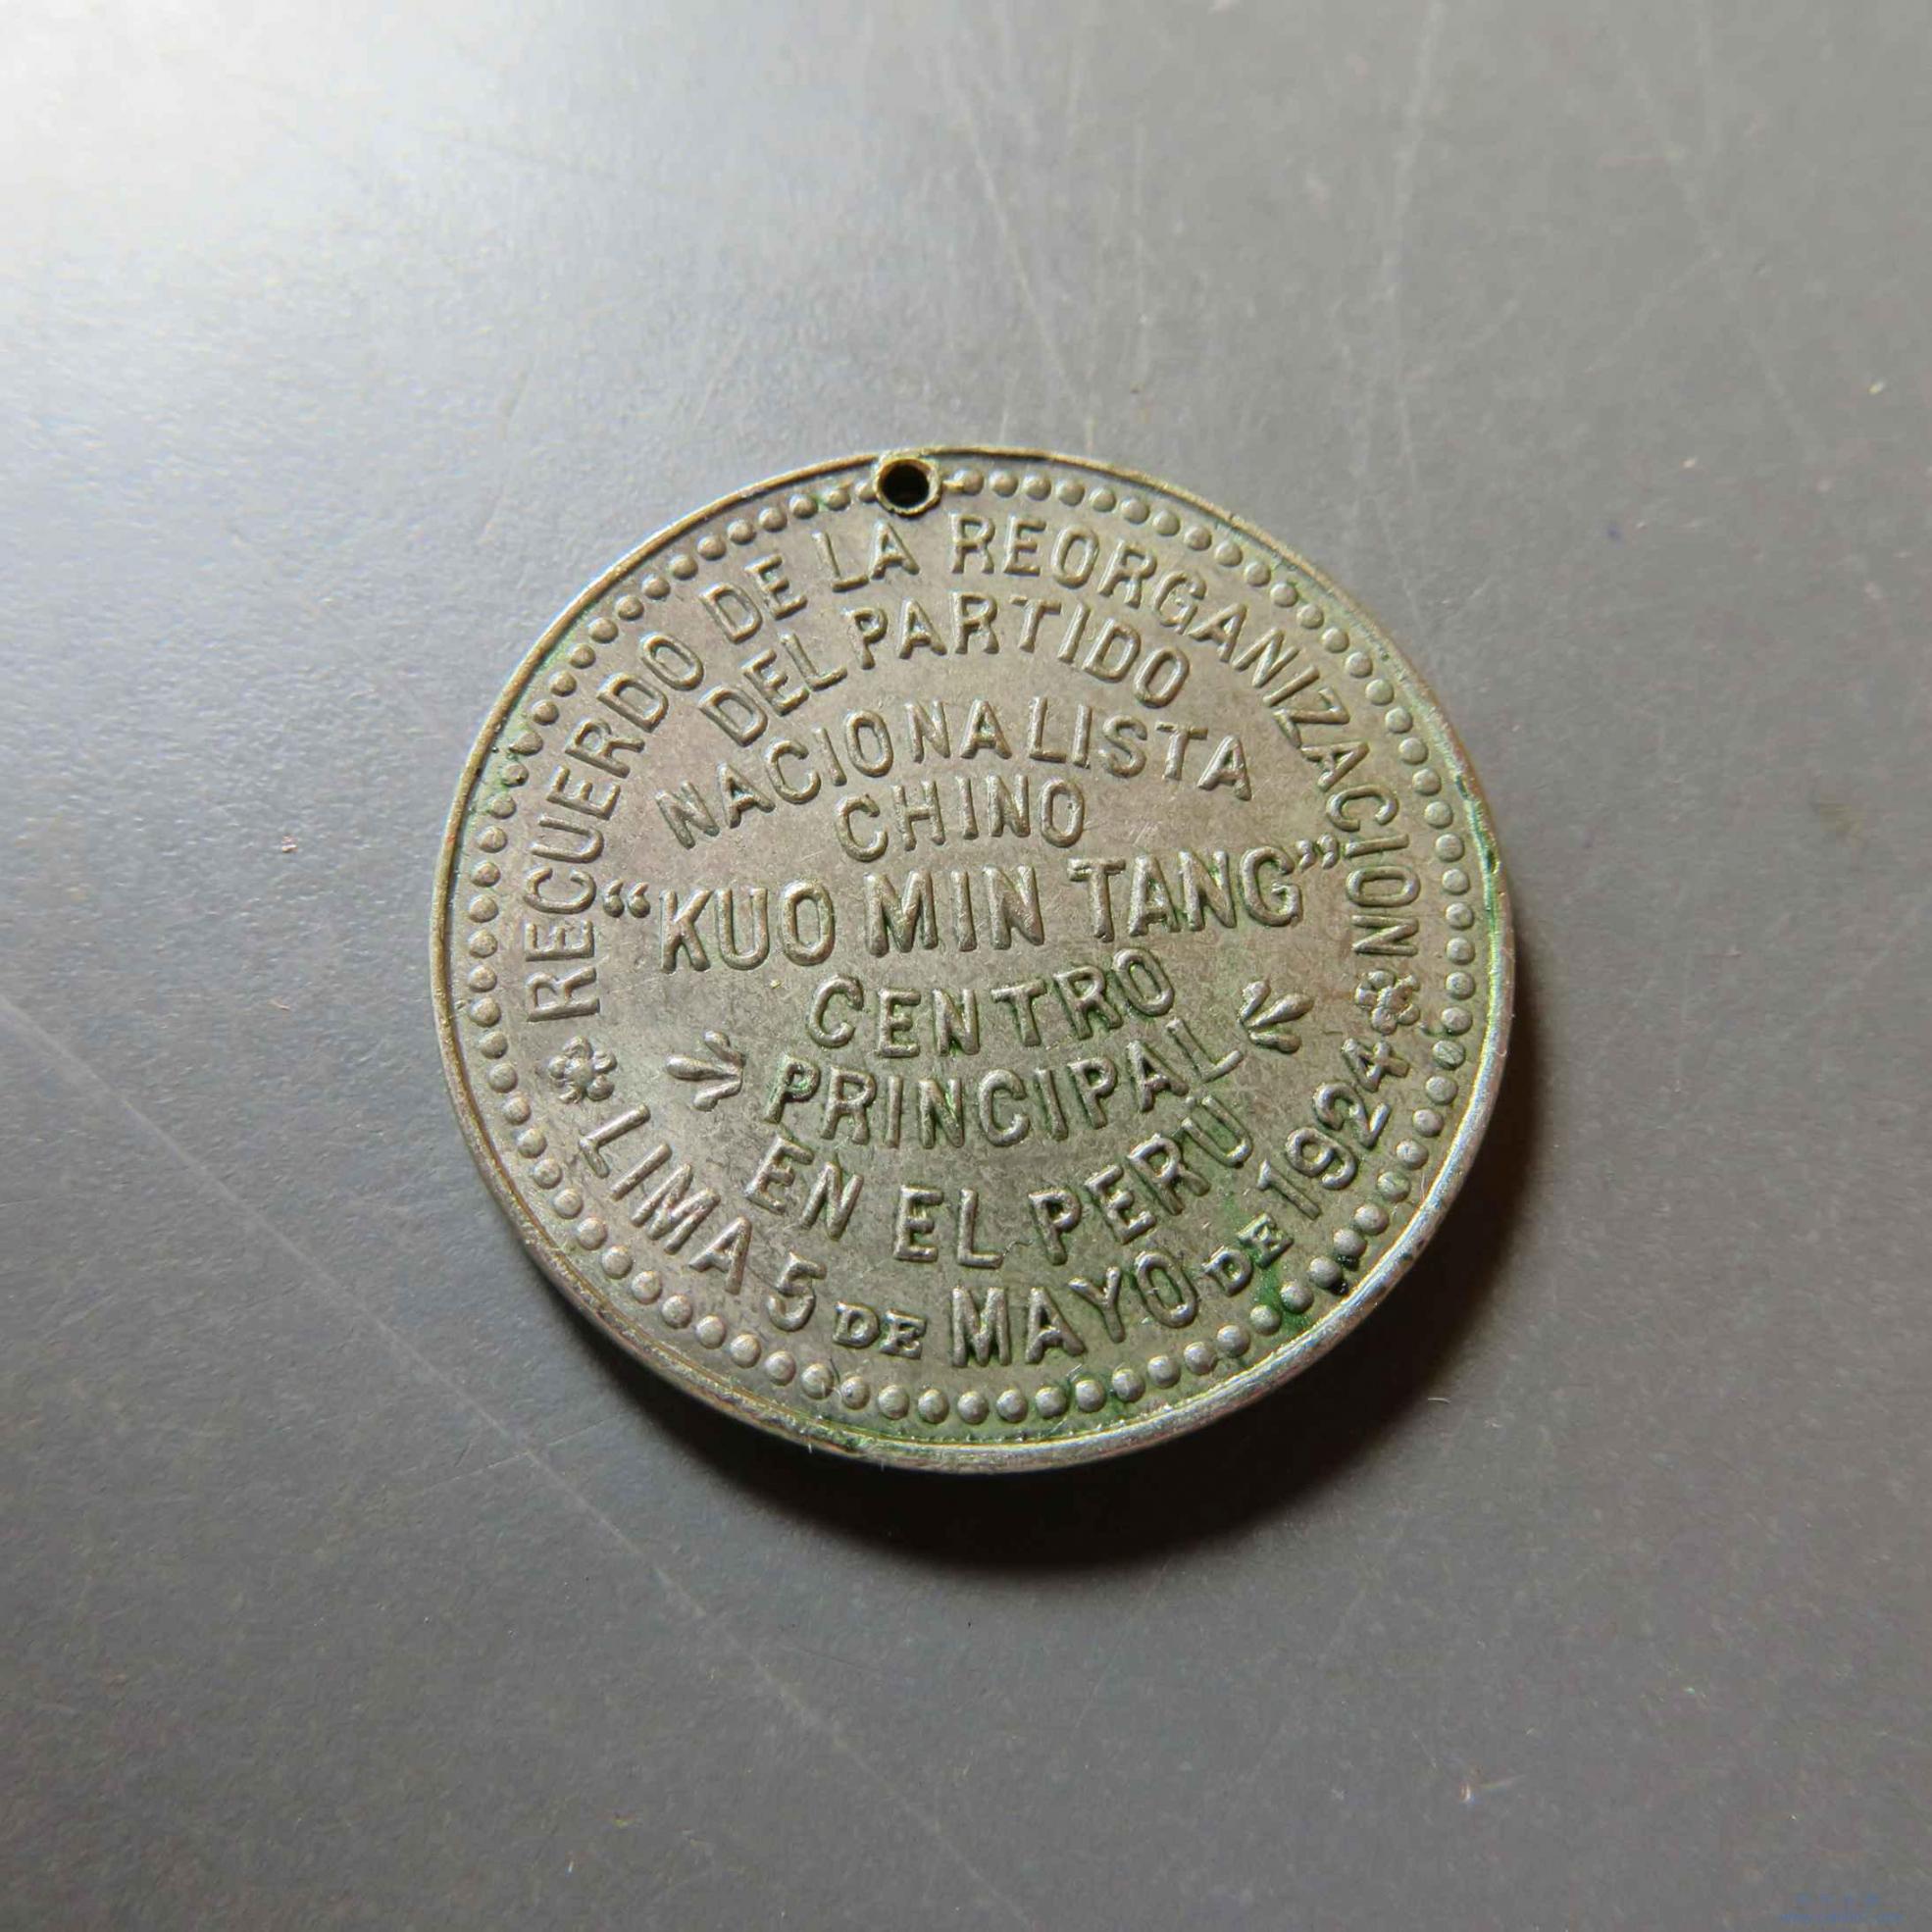 RECUERDO DE LA REORGANIZACION
DEL PARTIDO
NACIONALISTA
CHINO
“KUO MIN TANG”
CENTRO
PRINCIPAL
EN EL PERU
LIMA 5 DE MAYO DE 1924